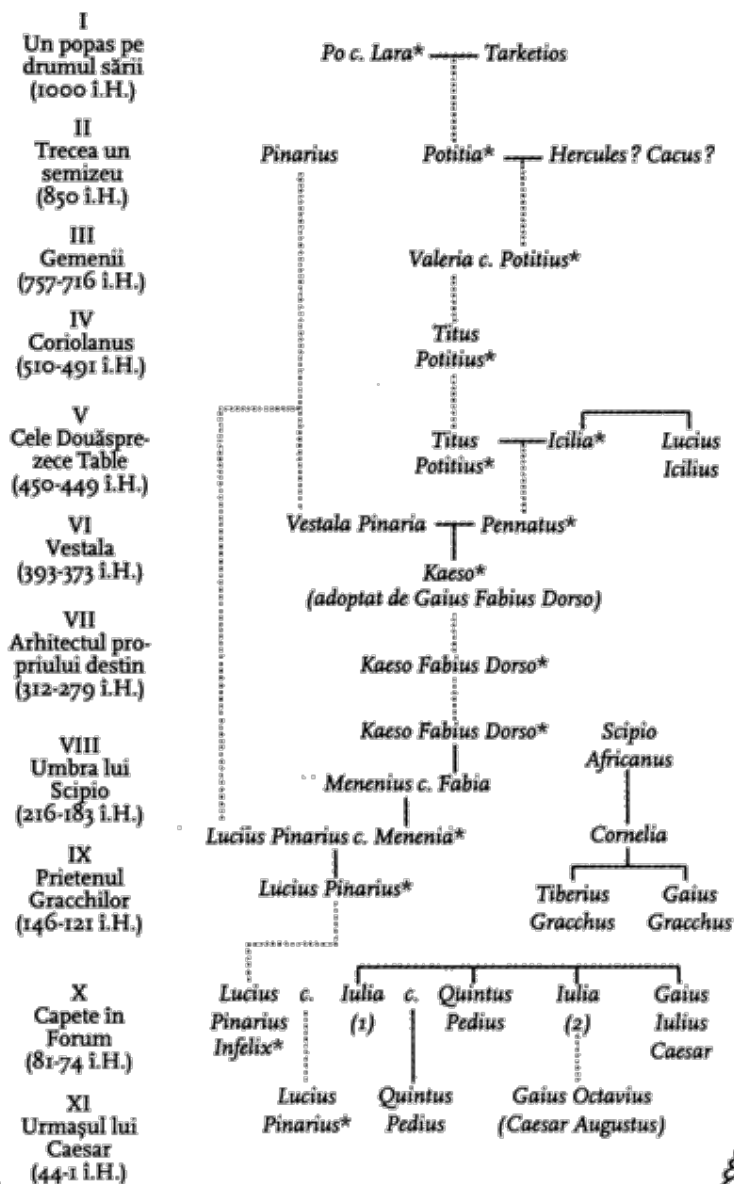 I
Un popas pe
drumul sării
(1000 î.H.)
Po c. Lara* Tarketios
II
Trecea un
semizeu
(850 î.H.)
Pinarius Potitia* Hercules? Cacus?
III
Gemenii
(757-716 î.H.)
Valeria c. Potitius*
IV
Coriolanus
(510-491 î.H.)
Titus
Potitius*
V
Cele Douăspre-
zece Table
(450-449 î.H.)
Titus
Potitius*
Icilia*
Lucius
Icilius
VI
Vestala
(393-373 î.H.)
Vestala Pinaria Pennatus*
Kaeso*
(adoptat de Gaius Fabius Dorso)
VII
Arhitectul pro-
priului destin
(312-279 î.H.)
Kaeso Fabius Dorso*
VIII
Umbra lui
Scipio
(216-183 î.H.)
Kaeso Fabius Dorso*
Scipio
Africanus
Menenius c. Fabia
Lucius Pinarius c. Menenia*
Cornelia
IX
Prietenul
Gracchilor
(146-121 î.H.)
Lucius Pinarius*
Tiberius
Gracchus
Gaius
Gracchus
X
Capete în
Forum
(81-74 î.H.)
Lucius
Pinarius
Infelix*
c.
Iulia
(1)
c.
Quintus
Pedius
Iulia
(2)
Gaius
Iulius
Caesar
XI
Urmașul lui
Caesar
(44-1 î.H.)
Lucius
Pinarius*
Quintus
Pedius
Gaius Octavius
(Caesar Augustus)